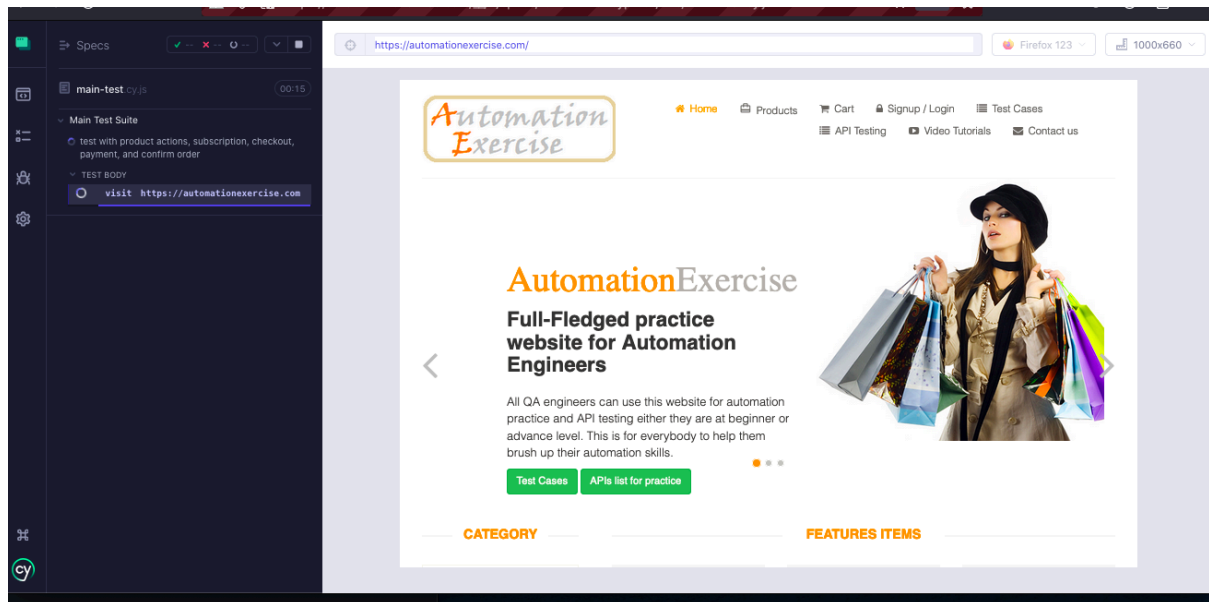 Specs
✓ -- ✗ --  --
https://automationexercise.com/
Firefox 123
1000x660
main-test.cy.js
00:15
Main Test Suite
test with product actions, subscription, checkout,
payment, and confirm order
TEST BODY
visit https://automationexercise.com
cy
Automation
Exercise
Home
Products
Cart
Signup / Login
Test Cases
API Testing
Video Tutorials
Contact us
AutomationExercise
Full-Fledged practice
website for Automation
Engineers
All QA engineers can use this website for automation
practice and API testing either they are at beginner or
advance level. This is for everybody to help them
brush up their automation skills.
Test Cases
APIs list for practice
CATEGORY
FEATURES ITEMS